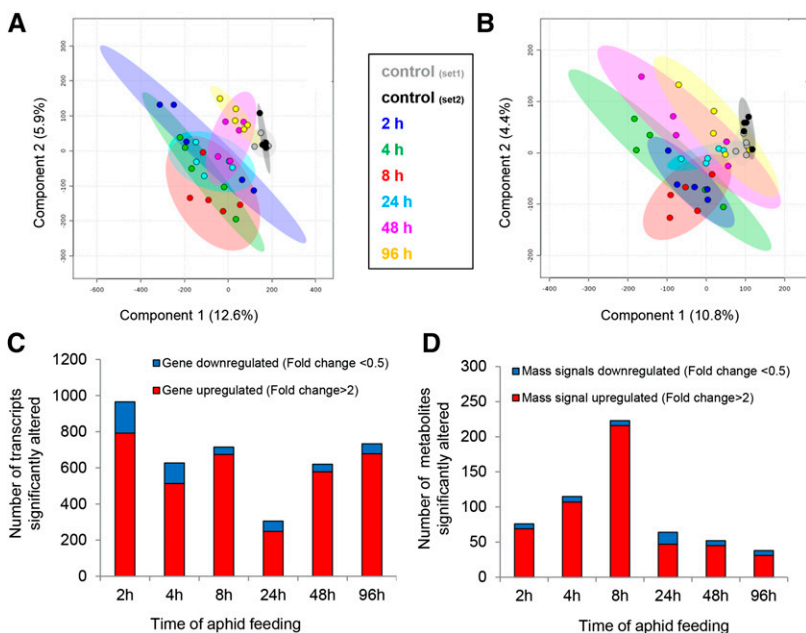 A
300
200
100
0
-100
-200
-300
-600
-400
-200
0
200
400
Component 2 (5.9%)
Component 1 (12.6%)
control (set1)
control (set2)
2 h
4 h
8 h
24 h
48 h
96 h
B
200
100
0
-100
-200
-400
-300
-200
-100
0
100
200
Component 2 (4.4%)
Component 1 (10.8%)
C
1200
1000
800
600
400
200
0
Number of transcripts
significantly altered
Gene downregulated (Fold change <0.5)
Gene upregulated (Fold change>2)
2h 4h 8h 24h 48h 96h
Time of aphid feeding
D
300
250
200
150
100
50
0
Number of metabolites
significantly altered
Mass signals downregulated (Fold change <0.5)
Mass signal upregulated (Fold change>2)
2h 4h 8h 24h 48h 96h
Time of aphid feeding